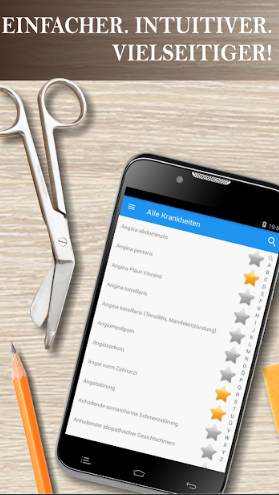 EINFACHER. INTUITIVER.
VIELSEITIGER!
Alle Krankheiten
Angina abdominalis
Angina pectoris
Angina Plaut-Vincenti
Angina tonsillaris
Angina tonsillaris (Tonsillitis, Mandelentzündung)
Angiomyolipom
Angiosarkom
Angst vorm Zahnarzt
Angststörung
Anhaltende somatoforme Schmerzstörung
Anhaltender idiopathischer Gesichtsschmerz